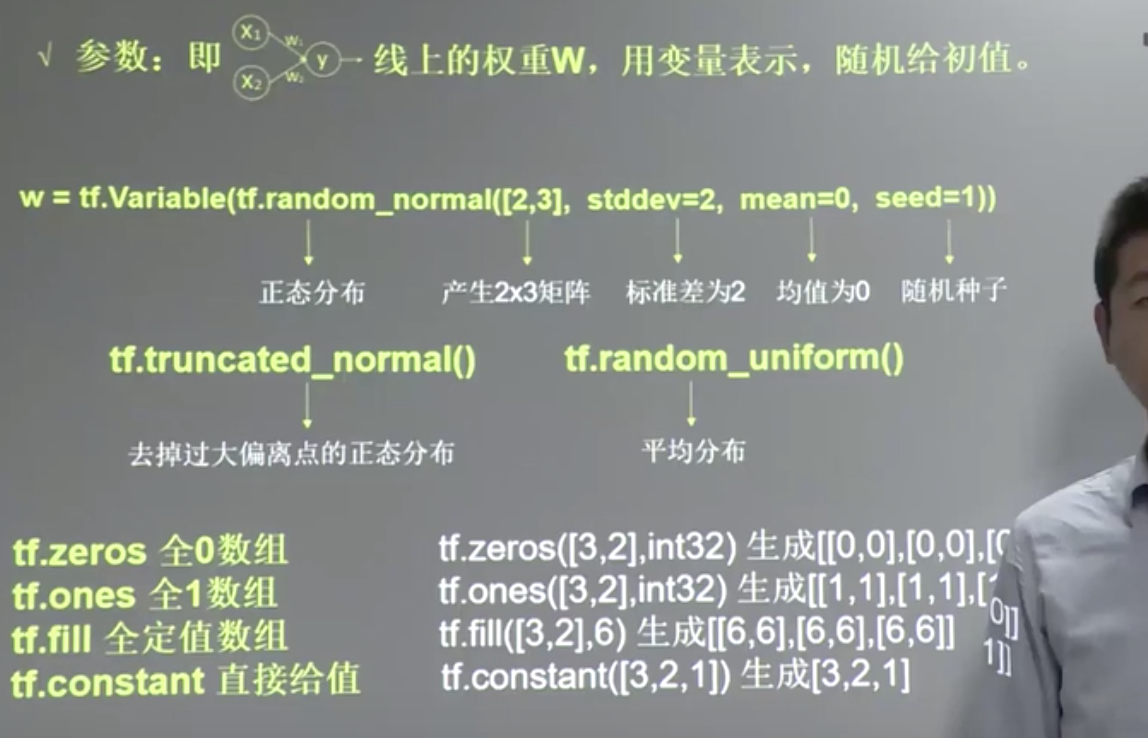 √ 参数：即 X₁ X₂ W₁ W₂ y 线上的权重W，用变量表示，随机给初值。
w = tf.Variable(tf.random_normal([2,3], stddev=2, mean=0, seed=1))
正态分布 产生2x3矩阵 标准差为2 均值为0 随机种子
tf.truncated_normal() tf.random_uniform()
去掉过大偏离点的正态分布 平均分布
tf.zeros 全0数组 tf.zeros([3,2],int32) 生成[[0,0],[0,0],[0
tf.ones 全1数组 tf.ones([3,2],int32) 生成[[1,1],[1,1],[1
0]]
tf.fill 全定值数组 tf.fill([3,2],6) 生成[[6,6],[6,6],[6,6]]
1]]
tf.constant 直接给值 tf.constant([3,2,1]) 生成[3,2,1]